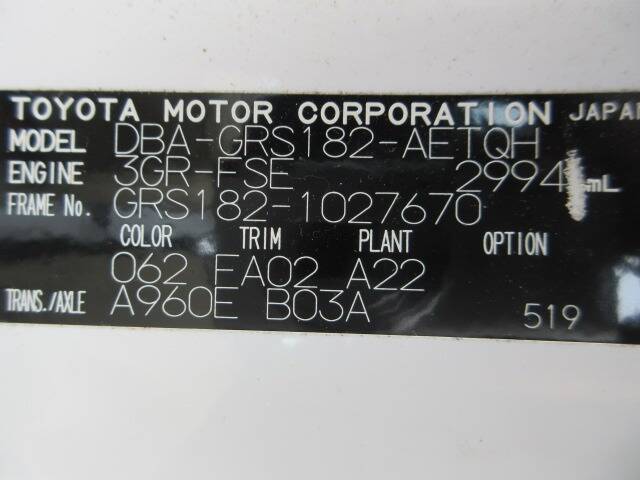 TOYOTA MOTOR CORPORATION JAPAN
MODEL DBA-GRS182-AETQH
ENGINE 3GR-FSE 2994 mL
FRAME No. GRS182-1027670
COLOR TRIM PLANT OPTION
062 FA02 A22
TRANS./AXLE A960E B03A 519